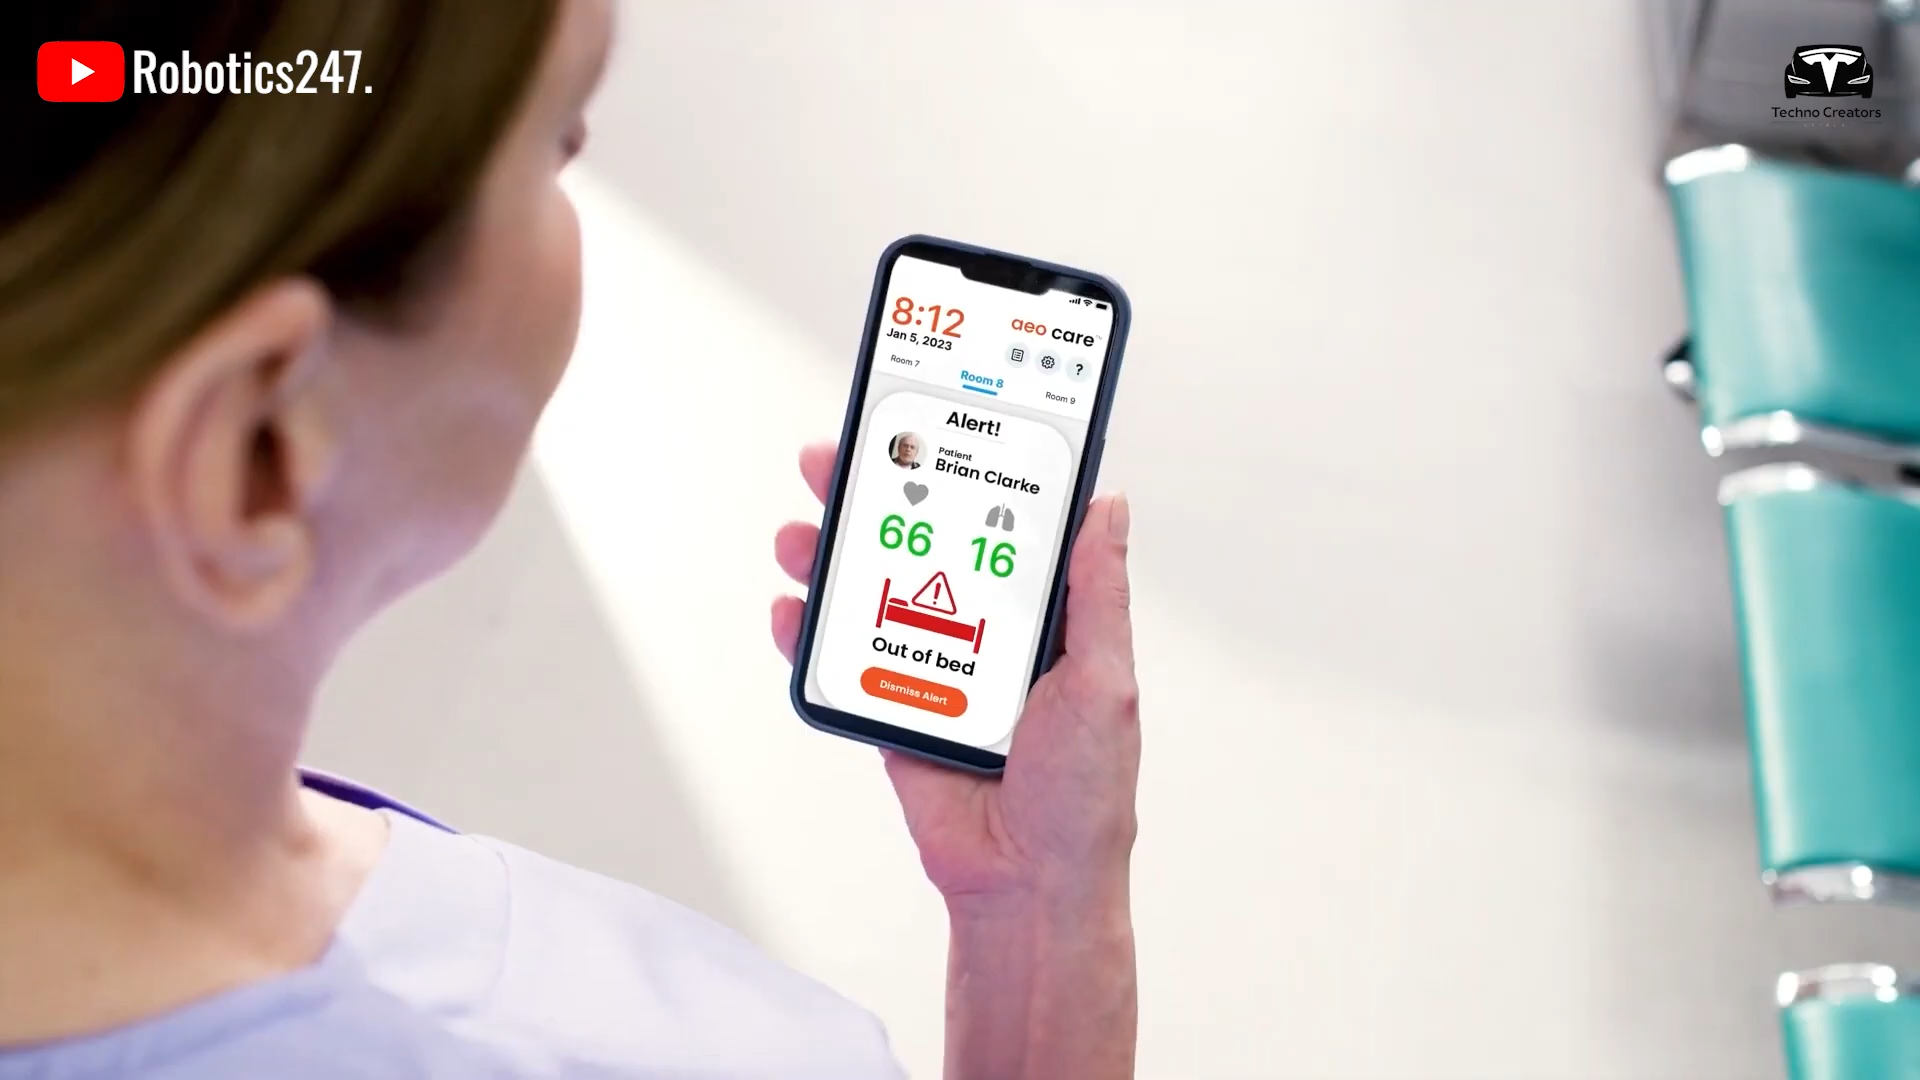 Robotics247.
Techno Creators
8:12
Jan 5, 2023
aeo care™
?
Room 7
Room 8
Room 9
Alert!
Patient
Brian Clarke
66
16
!
Out of bed
Dismiss Alert